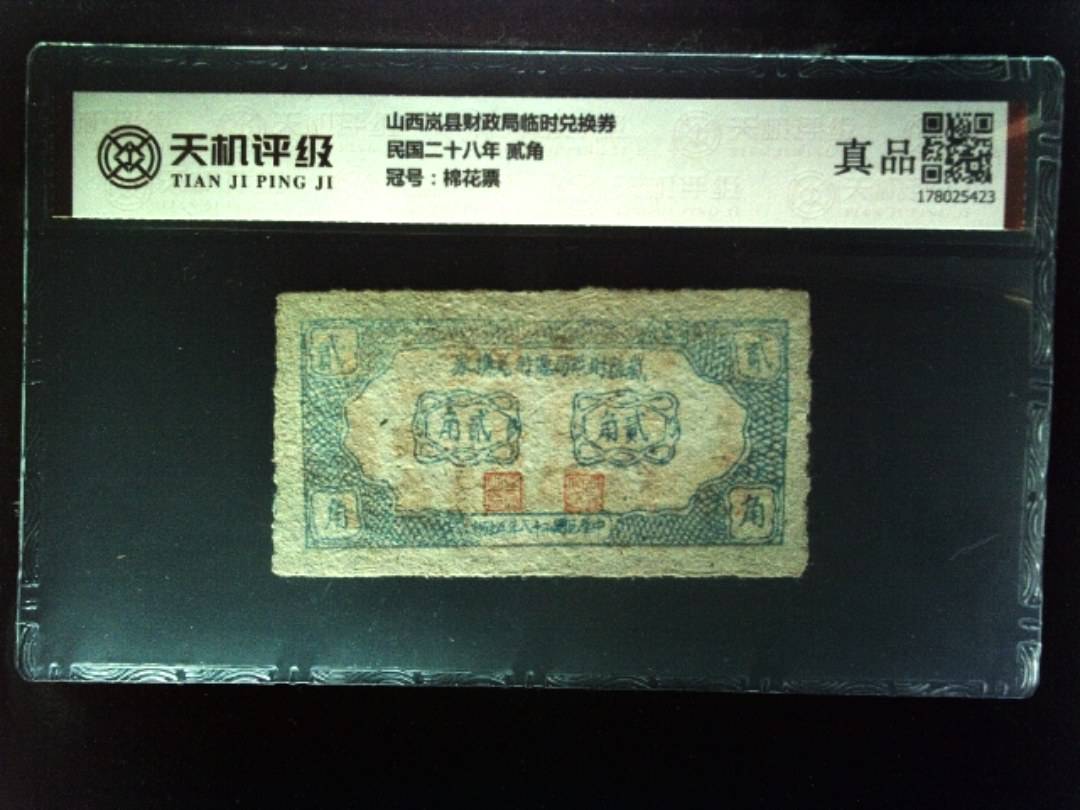 天机评级
TIAN JI PING JI
山西岚县财政局临时兑换券
民国二十八年 贰角
冠号：棉花票
真品
178025423
贰
贰
角贰
角贰
角
角